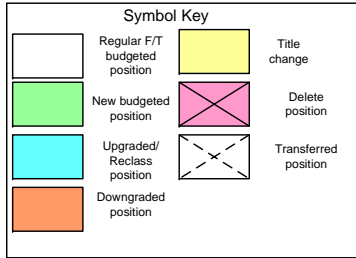 Symbol Key
Regular F/T
budgeted
position
Title
change
New budgeted
position
Delete
position
Upgraded/
Reclass
position
Transferred
position
Downgraded
position